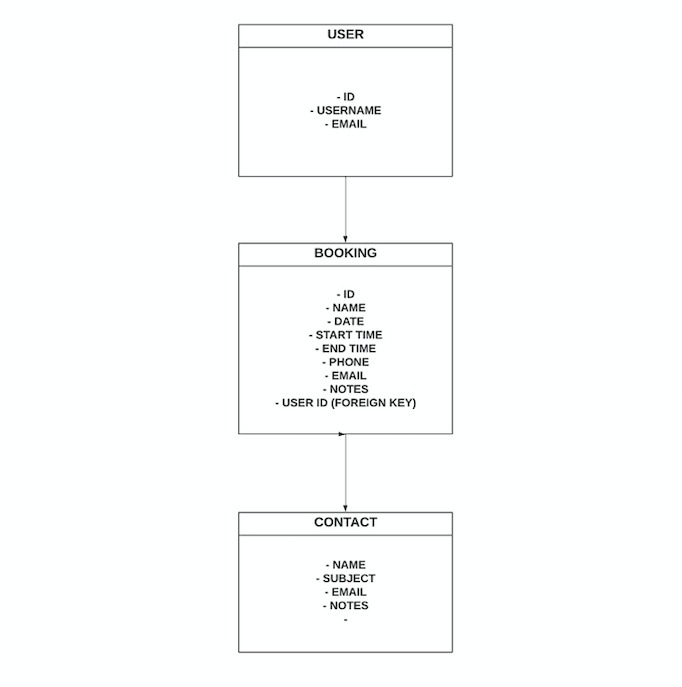 USER
- ID
- USERNAME
- EMAIL
BOOKING
- ID
- NAME
- DATE
- START TIME
- END TIME
- PHONE
- EMAIL
- NOTES
- USER ID (FOREIGN KEY)
CONTACT
- NAME
- SUBJECT
- EMAIL
- NOTES
-